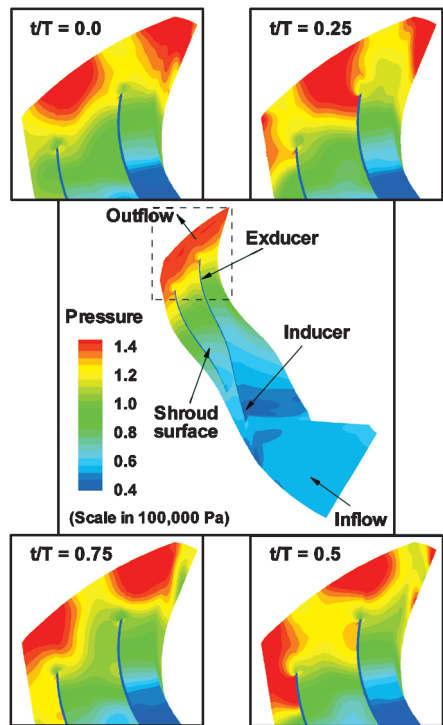 t/T = 0.0
t/T = 0.25
Outflow
Exducer
Pressure
1.4
1.2
1.0
0.8
0.6
0.4
Inducer
Shroud
surface
(Scale in 100,000 Pa)
Inflow
t/T = 0.75
t/T = 0.5